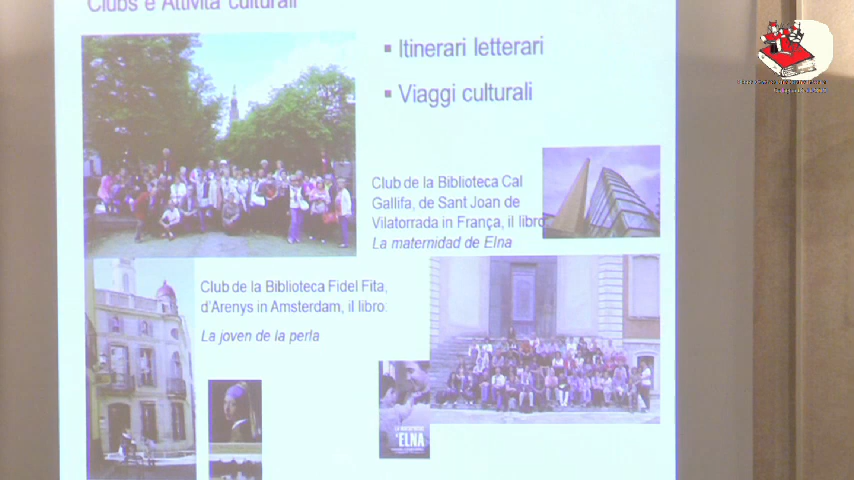 Clubs e Attività culturali
▪ Itinerari letterari
▪ Viaggi culturali
Club de la Biblioteca Cal
Gallifa, de Sant Joan de
Vilatorrada in França, il libro:
La maternidad de Elna
Club de la Biblioteca Fidel Fita,
d'Arenys in Amsterdam, il libro:
La joven de la perla
D'ELNA